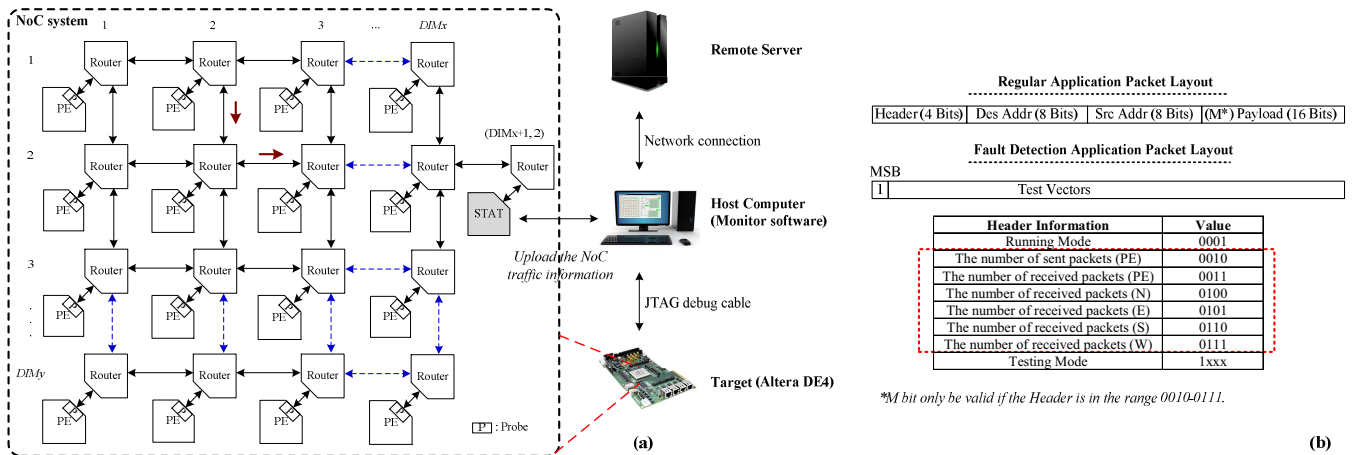 NoC system
1
2
3
...
DIMx
1
Router
Router
Router
Router
PE
P
PE
P
PE
P
PE
P
(DIMx+1, 2)
2
Router
Router
Router
Router
Router
PE
P
PE
P
PE
P
PE
P
STAT
Upload the NoC
traffic information
3
Router
Router
Router
Router
PE
P
PE
P
PE
P
PE
P
.
.
.
DIMy
Router
Router
Router
Router
PE
P
PE
P
PE
P
PE
P
P : Probe
Remote Server
Network connection
Host Computer
(Monitor software)
JTAG debug cable
Target (Altera DE4)
(a)
Regular Application Packet Layout
Header (4 Bits) Des Addr (8 Bits) Src Addr (8 Bits) (M*) Payload (16 Bits)
Fault Detection Application Packet Layout
MSB
1 Test Vectors
Header Information Value
Running Mode 0001
The number of sent packets (PE) 0010
The number of received packets (PE) 0011
The number of received packets (N) 0100
The number of received packets (E) 0101
The number of received packets (S) 0110
The number of received packets (W) 0111
Testing Mode 1xxx
*M bit only be valid if the Header is in the range 0010-0111.
(b)